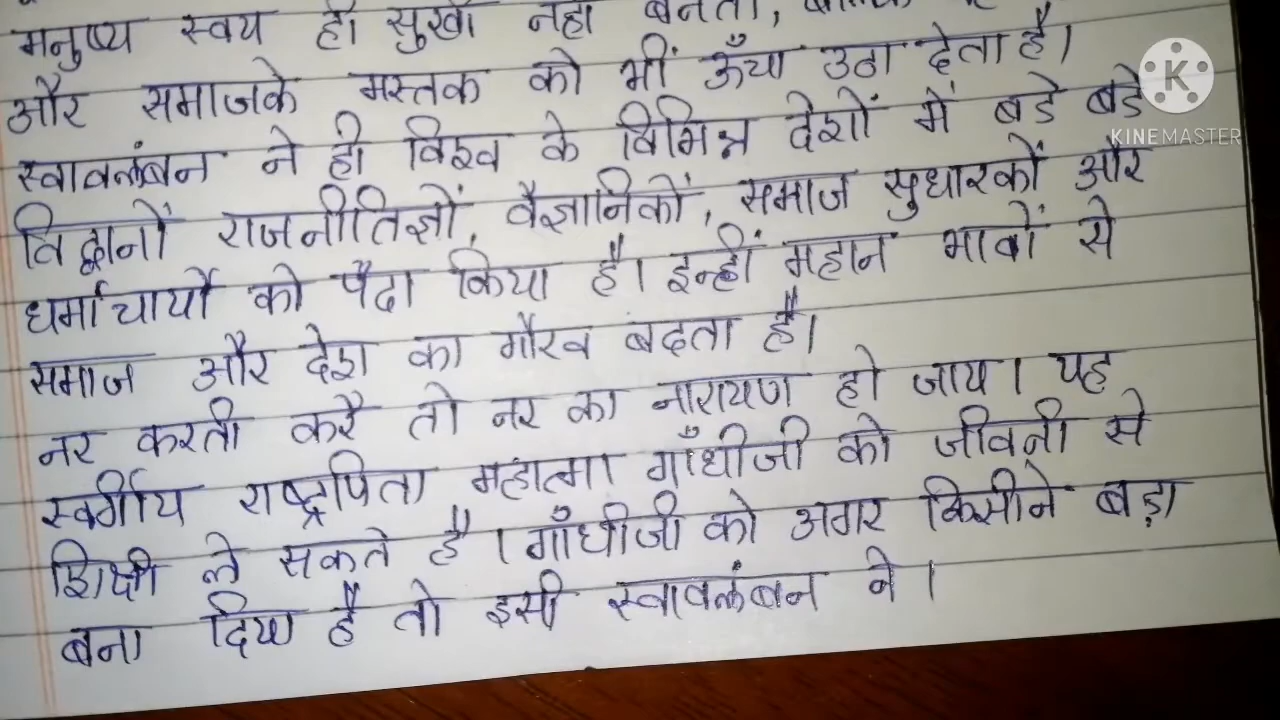 मनुष्य स्वयं ही सुखी नहीं बनता,
और समाजके मस्तक को भी ऊँचा उठा देता है।
स्वावलंबन ने ही विश्व के विभिन्न देशों में बडे बडे
विद्वानों राजनीतिज्ञों, वैज्ञानिकों, समाज सुधारकों और
धर्माचार्यों को पैदा किया है। इन्हीं महान भावों से
समाज और देश का गौरव बढता है।
नर करती करै तो नर का नारायण हो जाय। यह
स्वर्गीय राष्ट्रपिता महात्मा गाँधीजी को जीवनी से
शिक्षी ले सकते है। गाँधीजी को अगर किसीने बड़ा
बना दिया है तो इसी स्वावलंबन ने।
K
KINEMASTER